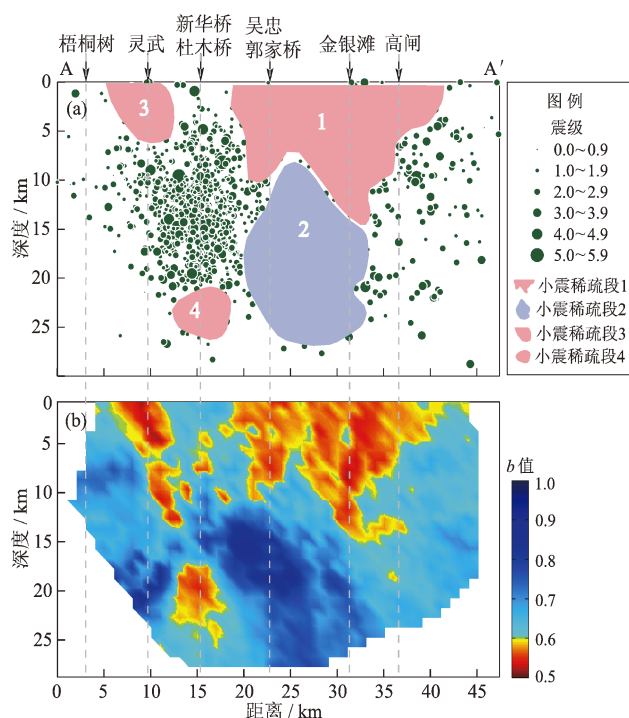 梧桐树 灵武 新华桥 吴忠 金银滩 高闸
杜木桥 郭家桥
A A′
(a)
3
1
2
4
0
5
10
15
20
25
深度 / km
图 例
震级
0.0~0.9
1.0~1.9
2.0~2.9
3.0~3.9
4.0~4.9
5.0~5.9
小震稀疏段1
小震稀疏段2
小震稀疏段3
小震稀疏段4
(b)
0
5
10
15
20
25
深度 / km
0 5 10 15 20 25 30 35 40 45
距离 / km
b 值
1.0
0.9
0.8
0.7
0.6
0.5